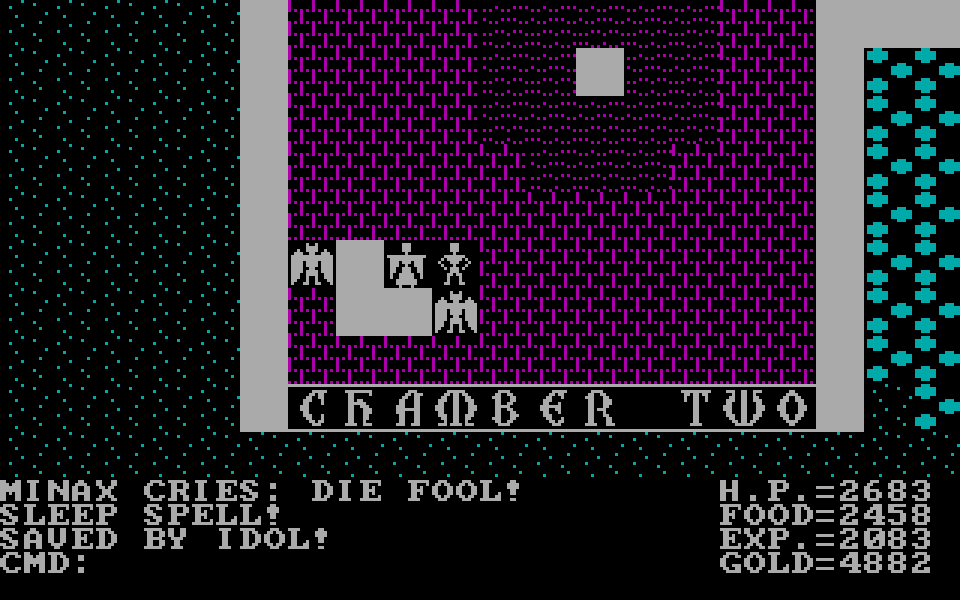 CHAMBER TWO
MINAX CRIES: DIE FOOL! H.P.=2683
SLEEP SPELL! FOOD=2458
SAVED BY IDOL! EXP.=2083
CMD: GOLD=4882